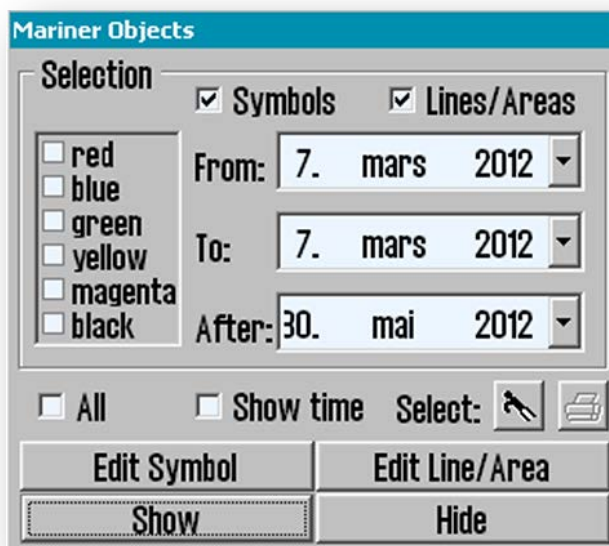 Mariner Objects
Selection
Symbols Lines/Areas
red
blue
green
yellow
magenta
black
From: 7. mars 2012
To: 7. mars 2012
After: 30. mai 2012
All Show time Select:
Edit Symbol Edit Line/Area
Show Hide